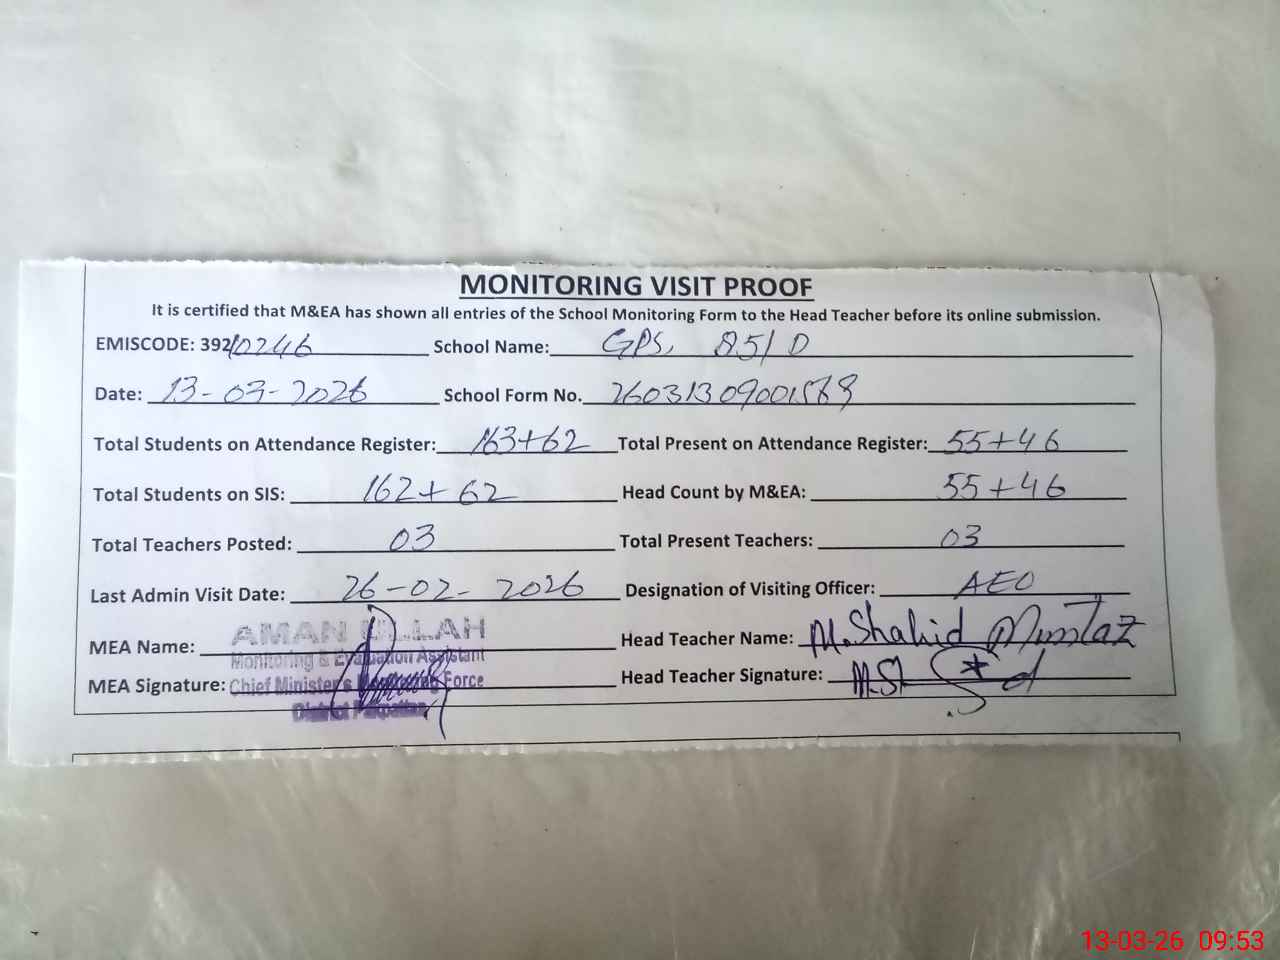 MONITORING VISIT PROOF
It is certified that M&EA has shown all entries of the School Monitoring Form to the Head Teacher before its online submission.
EMISCODE: 39210246 School Name: GPS, 85/D
Date: 13-03-2026 School Form No. 26031309001588
Total Students on Attendance Register: 163+62 Total Present on Attendance Register: 55+46
Total Students on SIS: 162+62 Head Count by M&EA: 55+46
Total Teachers Posted: 03 Total Present Teachers: 03
Last Admin Visit Date: 26-02-2026 Designation of Visiting Officer: AEO
MEA Name: AMAN ULLAH Head Teacher Name: M.Shahid Mumtaz
Monitoring & Evaluation Assistant
MEA Signature: Chief Minister's Monitoring Force Head Teacher Signature:
District Pakpattan
13-03-26 09:53